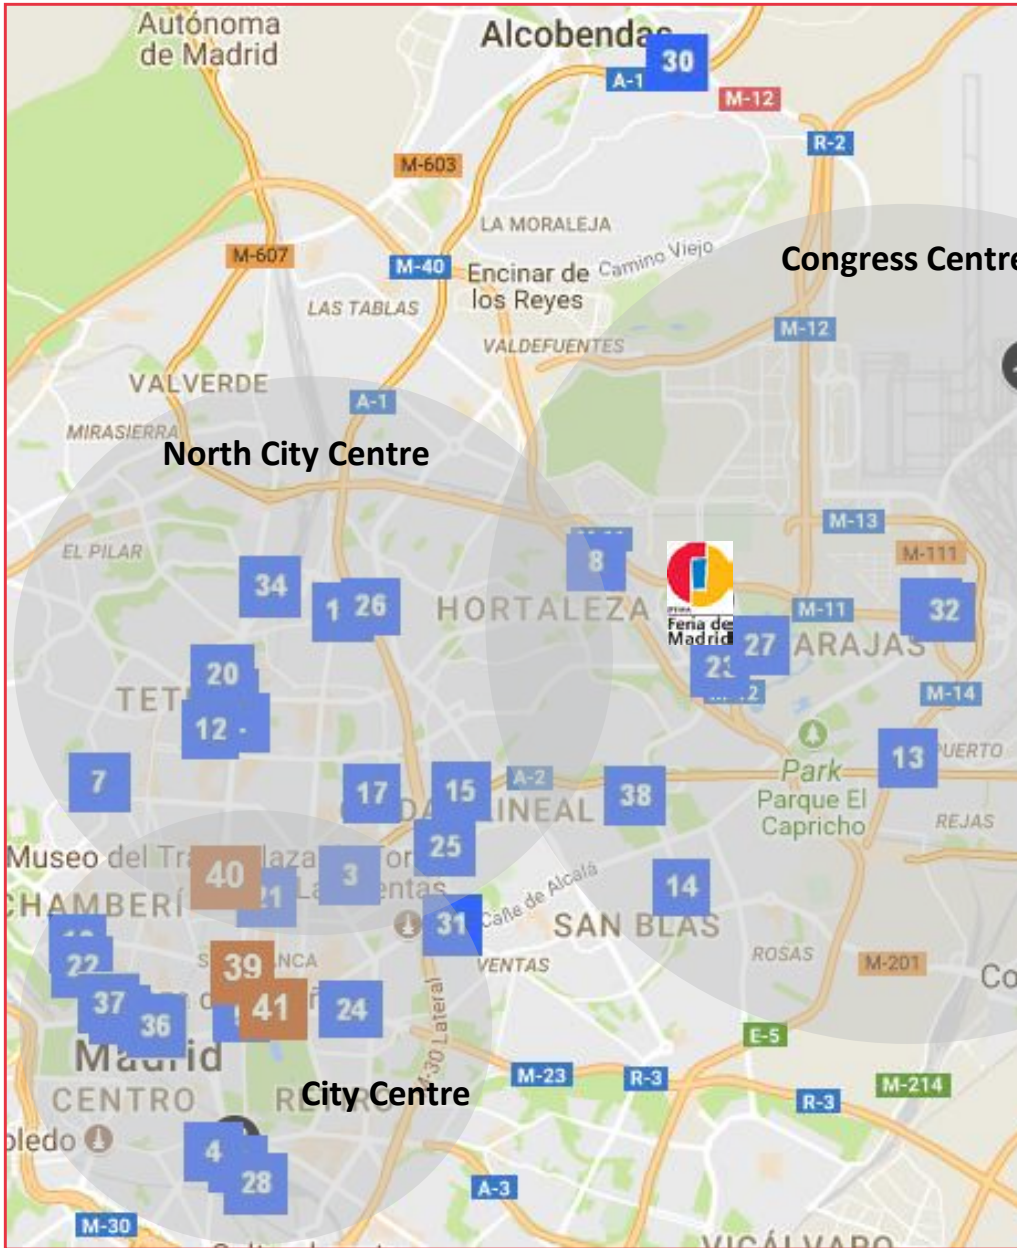 Autónoma
de Madrid
Alcobendas
30
A-1
M-12
R-2
M-603
LA MORALEJA
M-607
M-40
Encinar de
los Reyes
Camino Viejo
Congress Centre
LAS TABLAS
M-12
VALDEFUENTES
VALVERDE
A-1
MIRASIERRA
North City Centre
M-13
EL PILAR
8
M-111
34
1
26
HORTALEZA
Feria de
Madrid
M-11
32
27
ARAJAS
20
23
M-14
12
7
13
PUERTO
17
15
A-2
38
LINEAL
Park
Parque El
Capricho
REJAS
25
Museo del
40
3
21
14
CHAMBERÍ
31
Calle de Alcalá
SAN BLAS
22
39
VENTAS
ROSAS
M-201
37
36
41
24
M-30 Lateral
E-5
Madrid
CENTRO
City Centre
M-23
R-3
M-214
R-3
4
28
A-3
M-30
VICÁLVARO